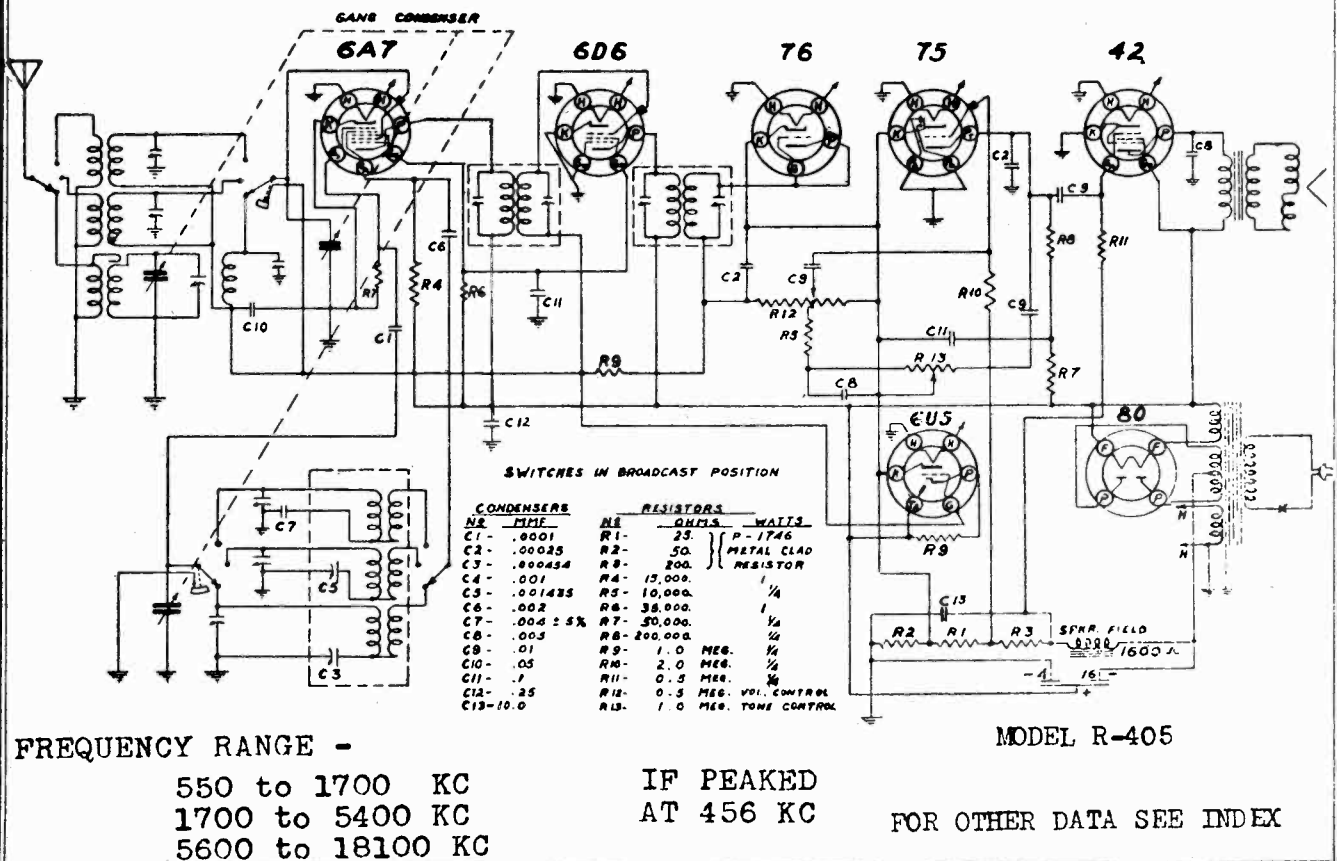 GANG CONDENSER
6A7
6D6
76
75
42
H H K P
H H K P
H H K P
H H K P
H H K P
C2
C8
C9
C6
R7
R4
R6
C11
C10
C1
C2
C9
R12
R5
R10
C9
R8
R11
C11
R13
R7
R9
C8
C12
6U5
80
H H K P
F F P P
R9
H
H
SWITCHES IN BROADCAST POSITION
CONDENSERS RESISTORS
NO MMF NO OHMS WATTS
C1 - .0001 R1- 25. P-1746
C2 - .00025 R2- 50. METAL CLAD
C3 - .000454 R3- 200. RESISTOR
C4 - .001 R4- 15,000. 1
C5 - .001425 R5- 10,000. 1/4
C6 - .002 R6- 35,000. 1
C7 - .004 ± 5% R7- 50,000. 1/4
C8 - .005 R8- 200,000. 1/4
C9 - .01 R9- 1.0 MEG. 1/4
C10- .05 R10- 2.0 MEG. 1/4
C11- .1 R11- 0.5 MEG. 1/4
C12- .25 R12- 0.5 MEG. VOL. CONTROL
C13-10.0 R13- 1.0 MEG. TONE CONTROL
C7
C5
C3
C13
R2 R1 R3 SPKR. FIELD
1600
-4 16-
+
MODEL R-405
FREQUENCY RANGE -
550 to 1700 KC
1700 to 5400 KC
5600 to 18100 KC
IF PEAKED
AT 456 KC
FOR OTHER DATA SEE INDEX